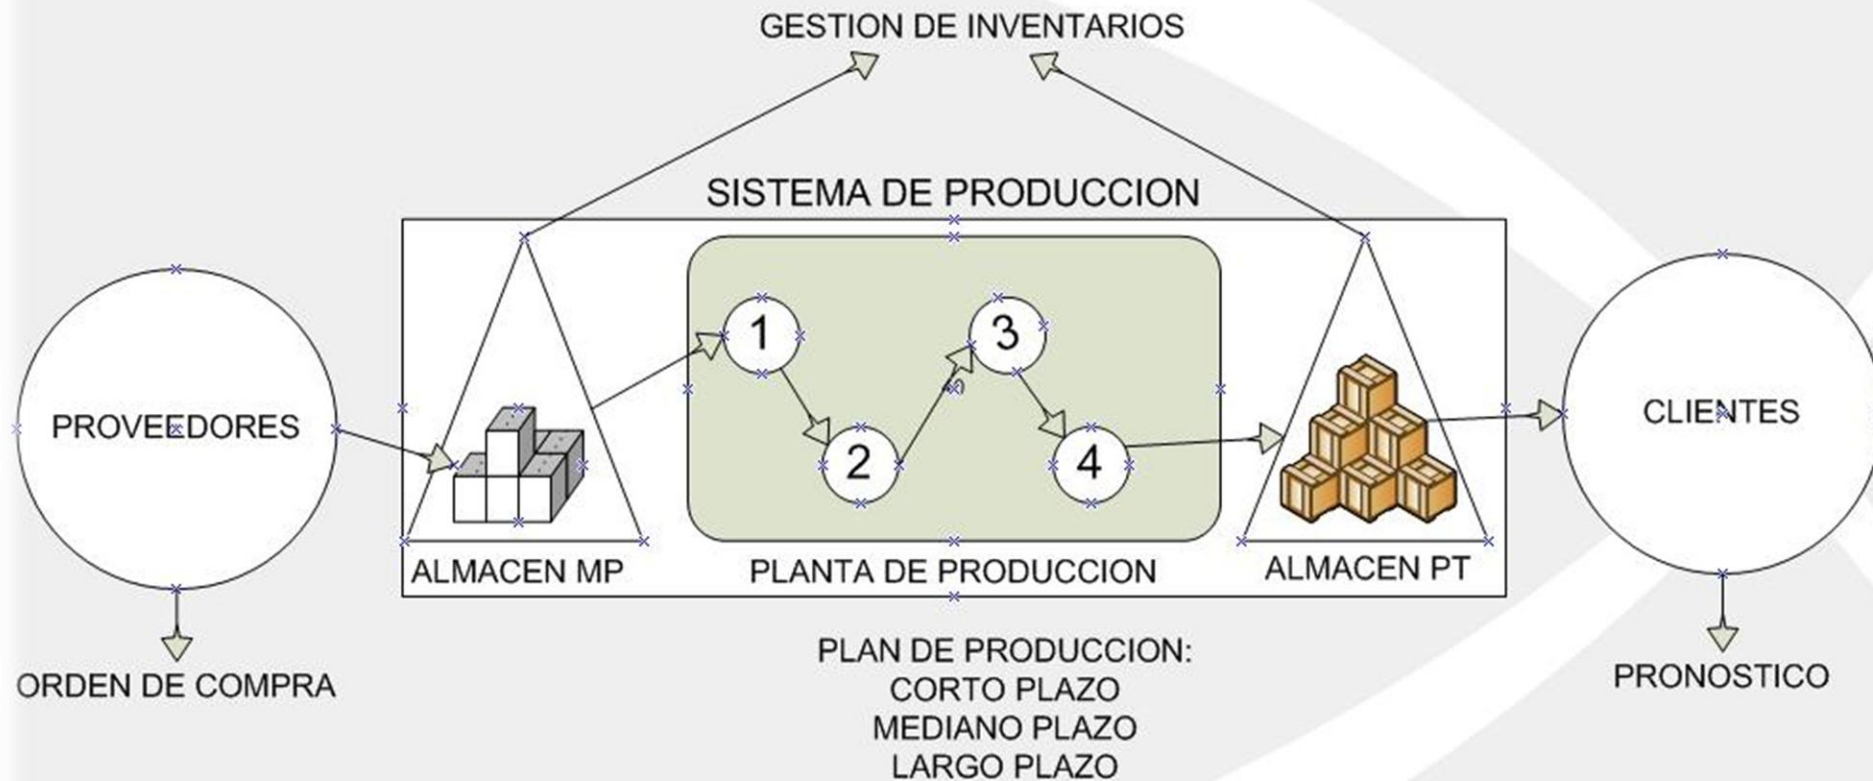 GESTION DE INVENTARIOS
SISTEMA DE PRODUCCION
PROVEEDORES
1
2
3
4
CLIENTES
ALMACEN MP
PLANTA DE PRODUCCION
ALMACEN PT
ORDEN DE COMPRA
PLAN DE PRODUCCION:
CORTO PLAZO
MEDIANO PLAZO
LARGO PLAZO
PRONOSTICO